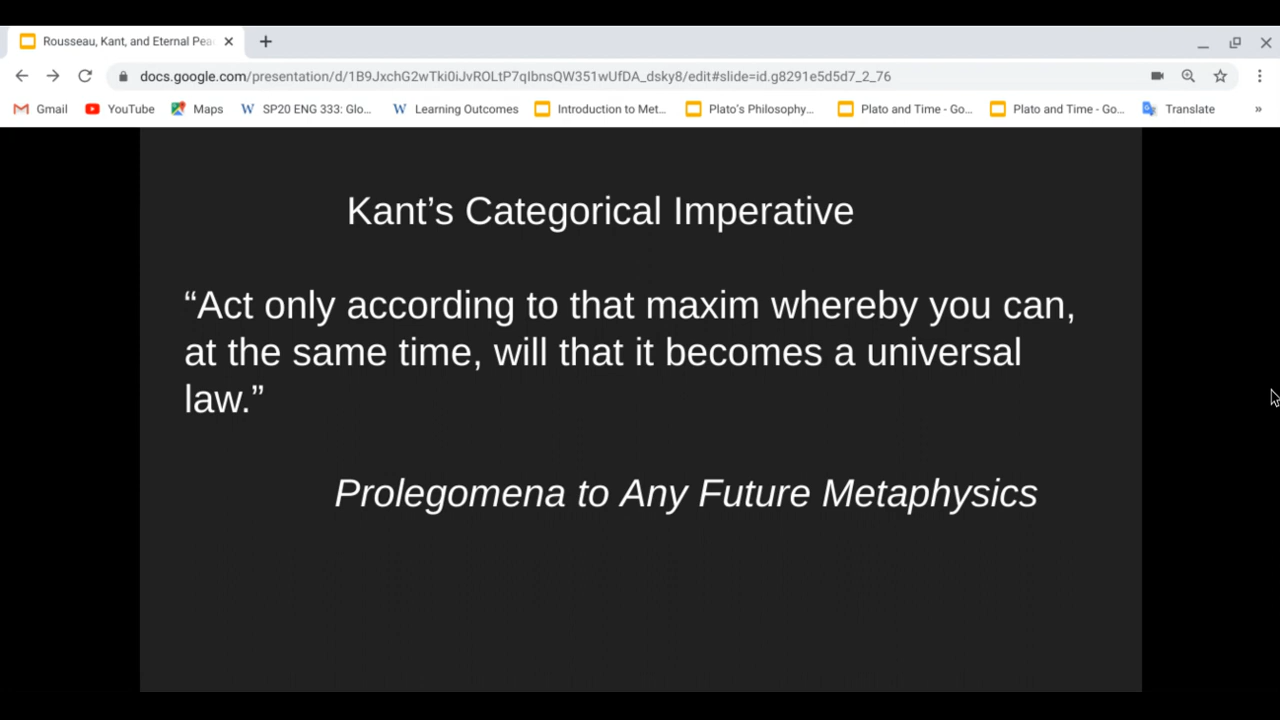 Rousseau, Kant, and Eternal Pea
docs.google.com/presentation/d/1B9JxchG2wTki0iJvROLtP7qIbnsQW351wUfDA_dsky8/edit#slide=id.g8291e5d5d7_2_76
Gmail YouTube Maps SP20 ENG 333: Glo... Learning Outcomes Introduction to Met... Plato's Philosophy... Plato and Time - Go... Plato and Time - Go... Translate »
Kant’s Categorical Imperative
“Act only according to that maxim whereby you can,
at the same time, will that it becomes a universal
law.”
Prolegomena to Any Future Metaphysics